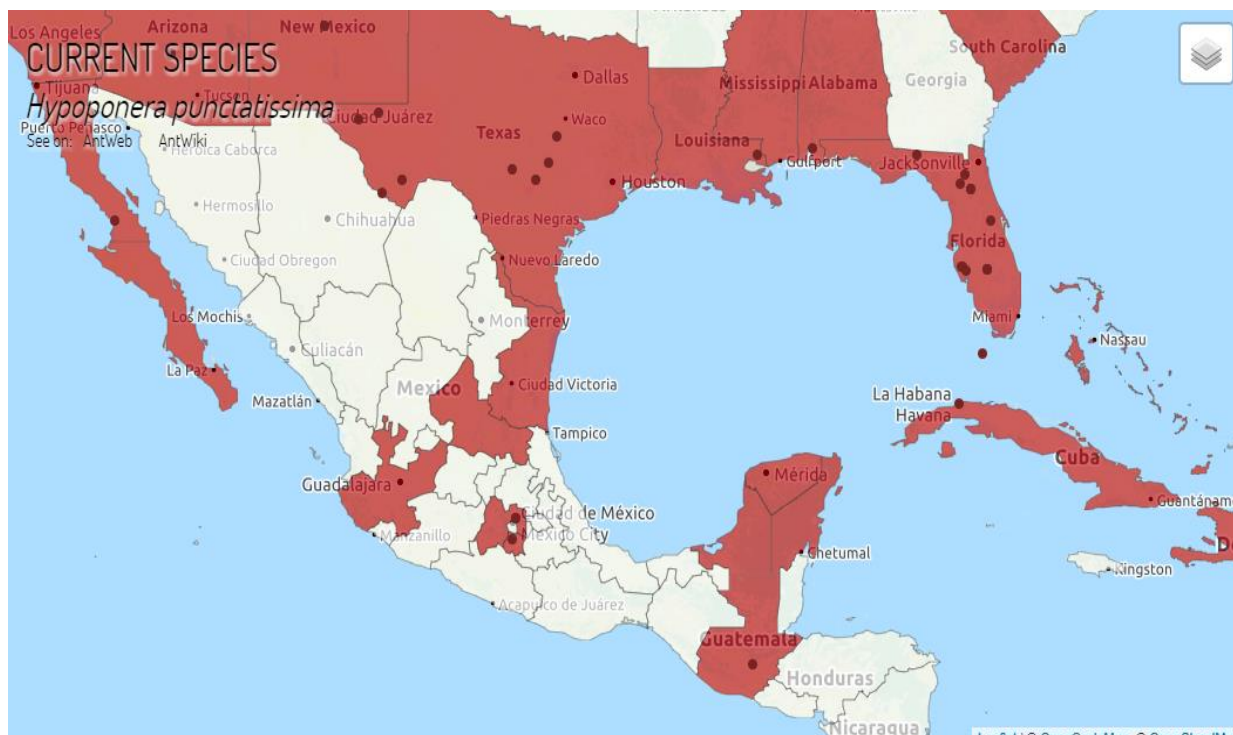 Los Angeles
Arizona
New Mexico
CURRENT SPECIES
Hypoponera punctatissima
See on: AntWeb AntWiki
South Carolina
Georgia
Dallas
Mississippi
Alabama
Tijuana
Tucson
Puerto Peñasco
Ciudad Juárez
Waco
Texas
Louisiana
Heroica Caborca
Gulfport
Jacksonville
Houston
Hermosillo
Chihuahua
Piedras Negras
Florida
Ciudad Obregon
Nuevo Laredo
Los Mochis
Monterrey
Miami
Culiacán
Nassau
La Paz
Mexico
Ciudad Victoria
Mazatlán
La Habana
Havana
Tampico
Cuba
Guadalajara
Mérida
Guantánamo
Ciudad de México
Mexico City
Manzanillo
Chetumal
Kingston
Acapulco de Juárez
Guatemala
Honduras
Nicaragua